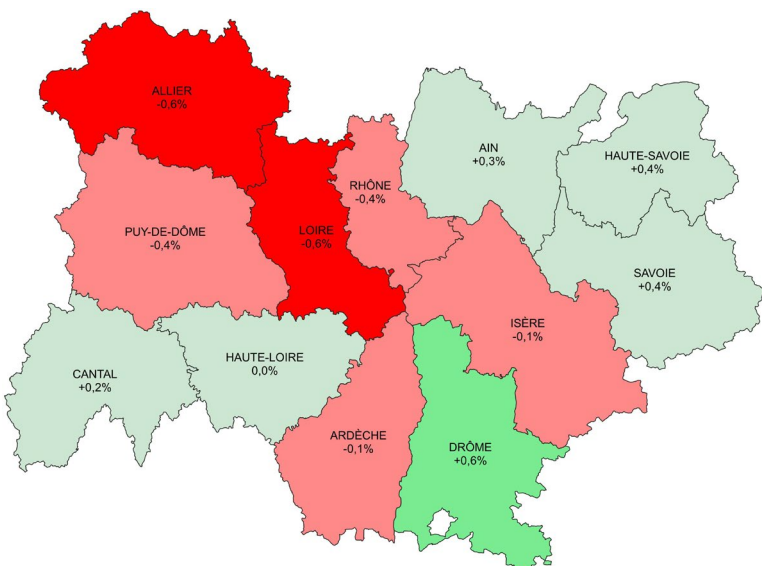 ALLIER
-0,6%
AIN
+0,3%
HAUTE-SAVOIE
+0,4%
RHÔNE
-0,4%
PUY-DE-DÔME
-0,4%
LOIRE
-0,6%
SAVOIE
+0,4%
ISÈRE
-0,1%
HAUTE-LOIRE
0,0%
CANTAL
+0,2%
ARDÈCHE
-0,1%
DRÔME
+0,6%